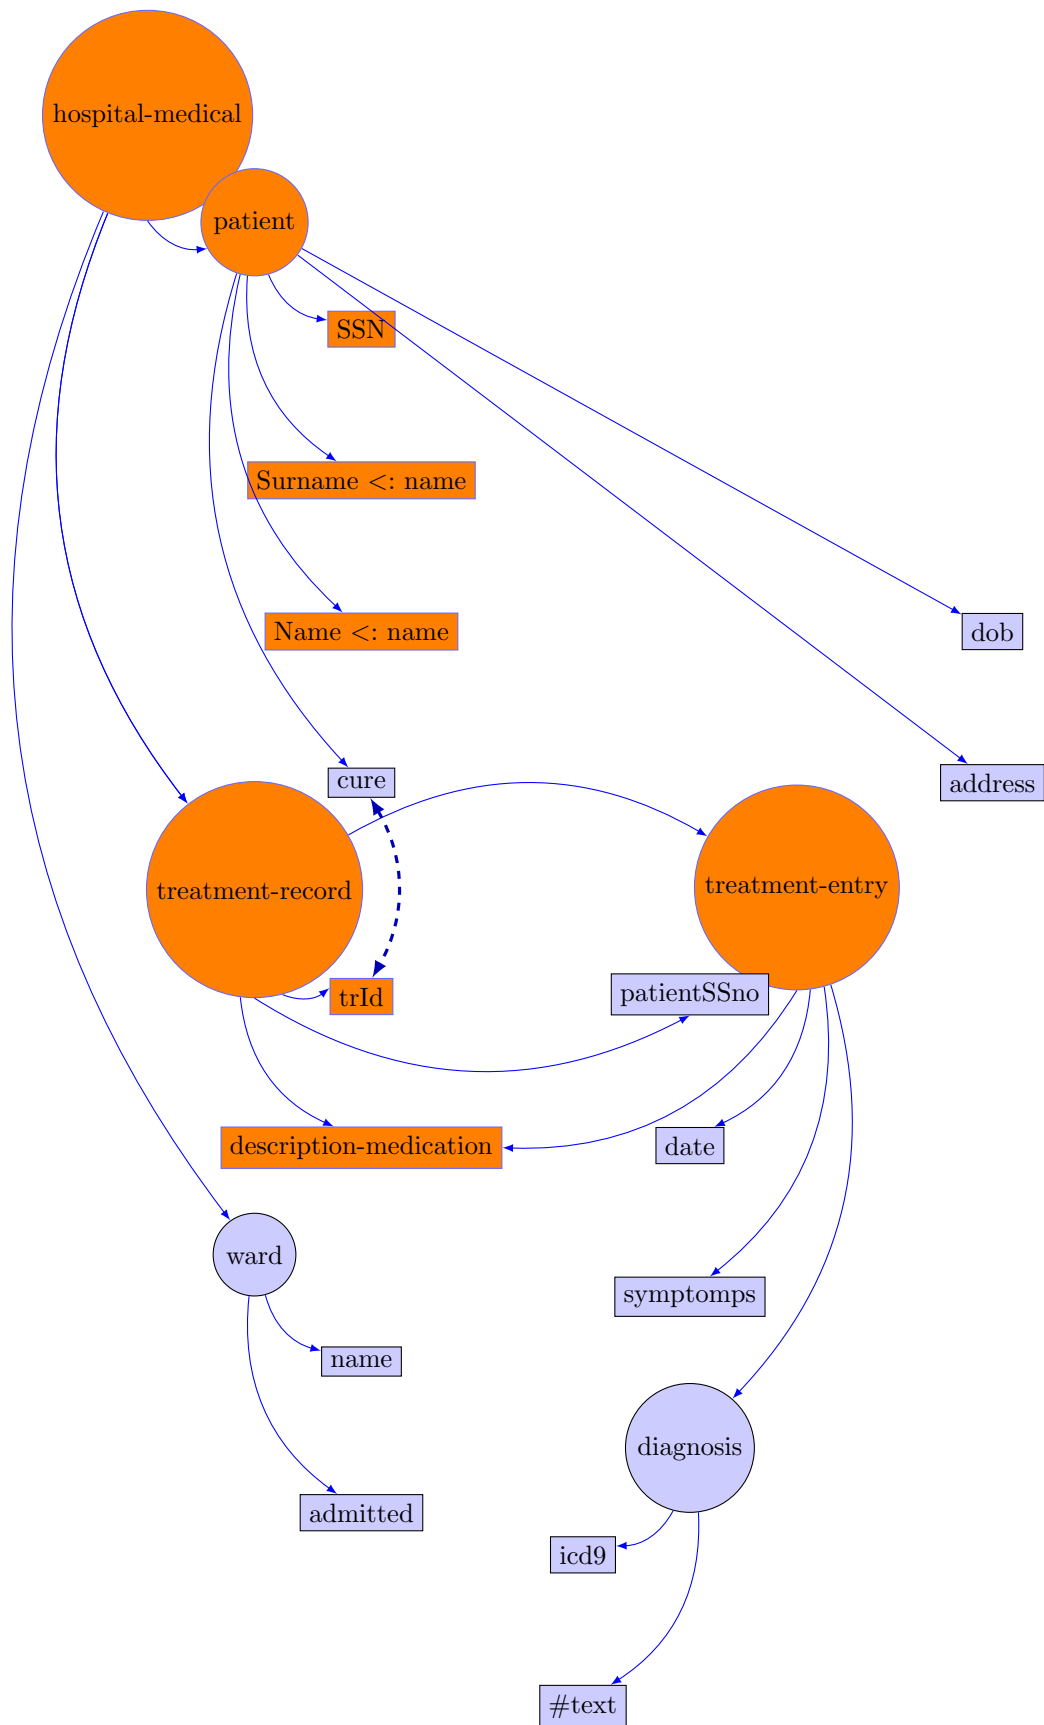 hospital-medical
patient
SSN
Surname <: name
Name <: name
dob
cure
address
treatment-record
treatment-entry
trId
patientSSno
description-medication
date
ward
symptomps
name
diagnosis
admitted
icd9
#text